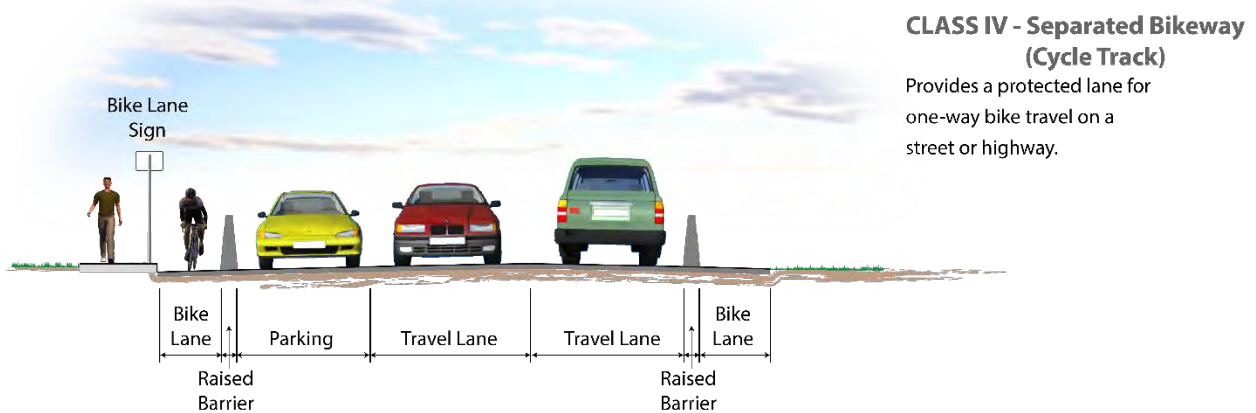 CLASS IV - Separated Bikeway
(Cycle Track)
Provides a protected lane for
one-way bike travel on a
street or highway.
Bike Lane
Sign
Bike
Lane
Raised
Barrier
Parking
Travel Lane
Travel Lane
Raised
Barrier
Bike
Lane